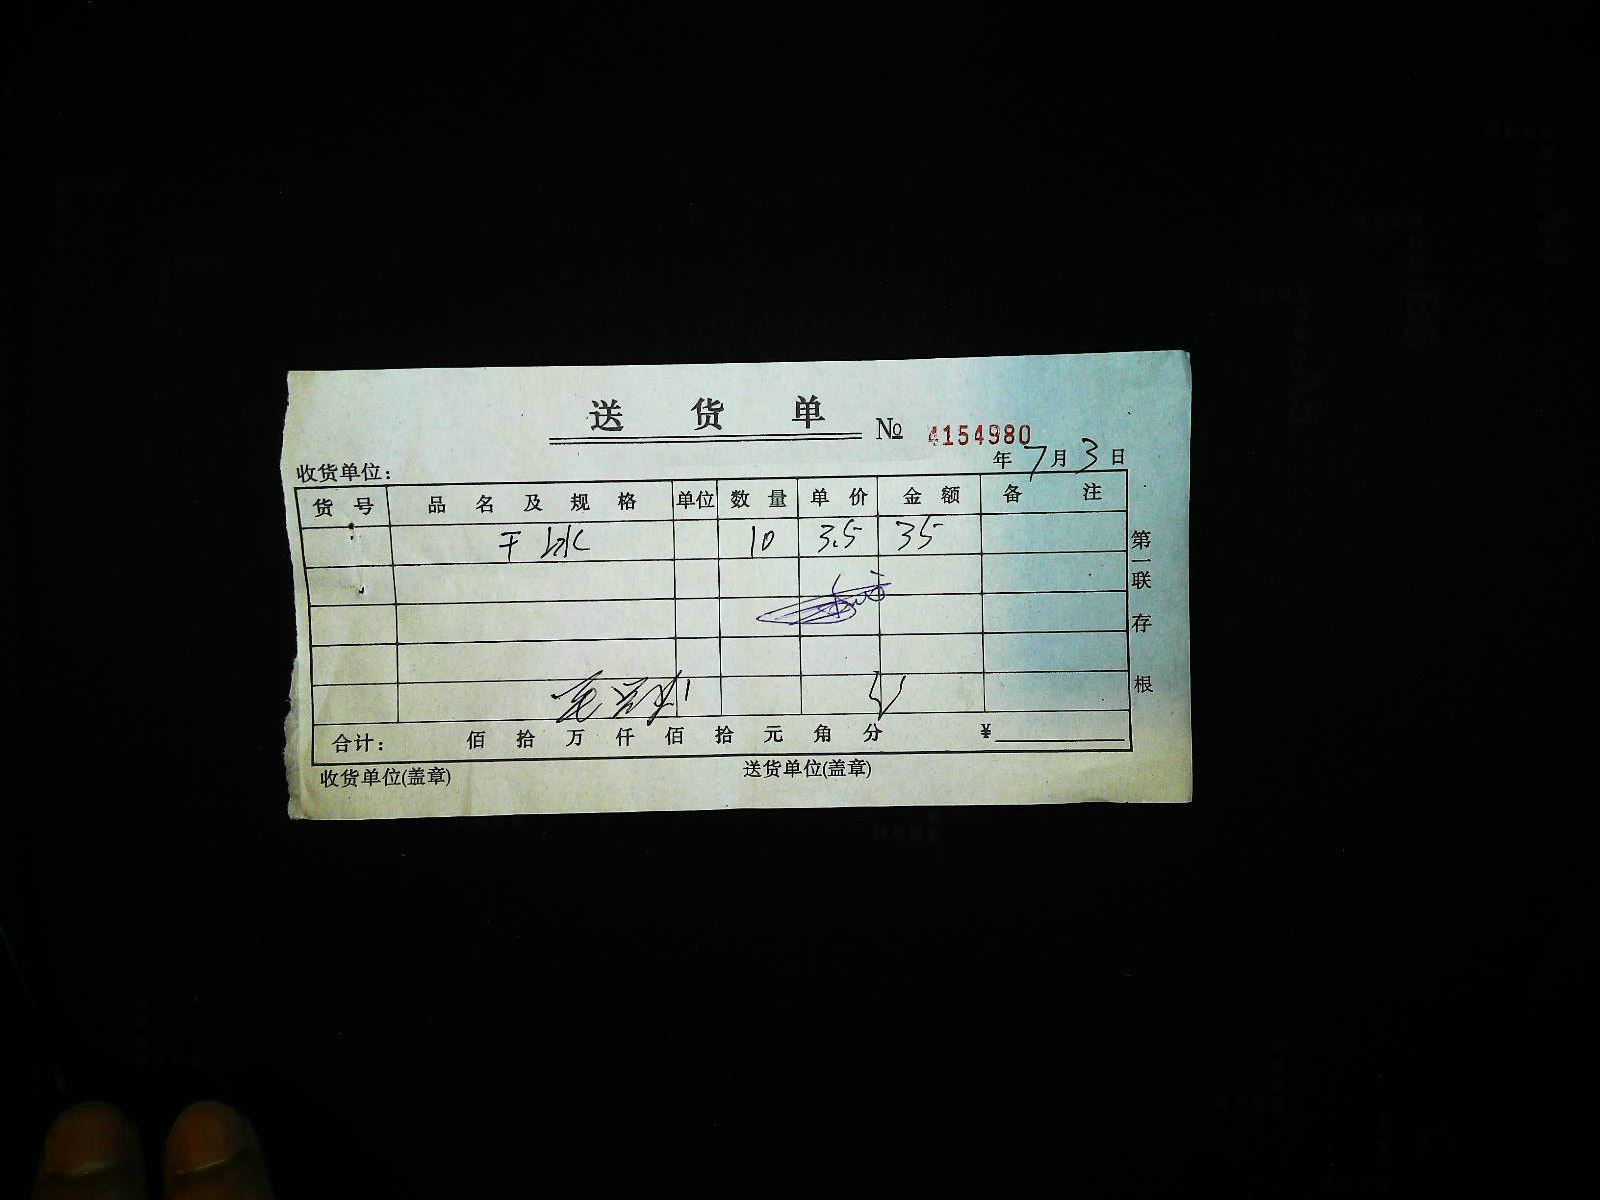 送 货 单 № 4154980
年 7 月 3 日
收货单位:
货 号 品 名 及 规 格 单位 数 量 单 价 金 额 备 注
干冰 10 3.5 35
合计: 佰 拾 万 仟 佰 拾 元 角 分 ¥
收货单位(盖章) 送货单位(盖章)
第一联 存根